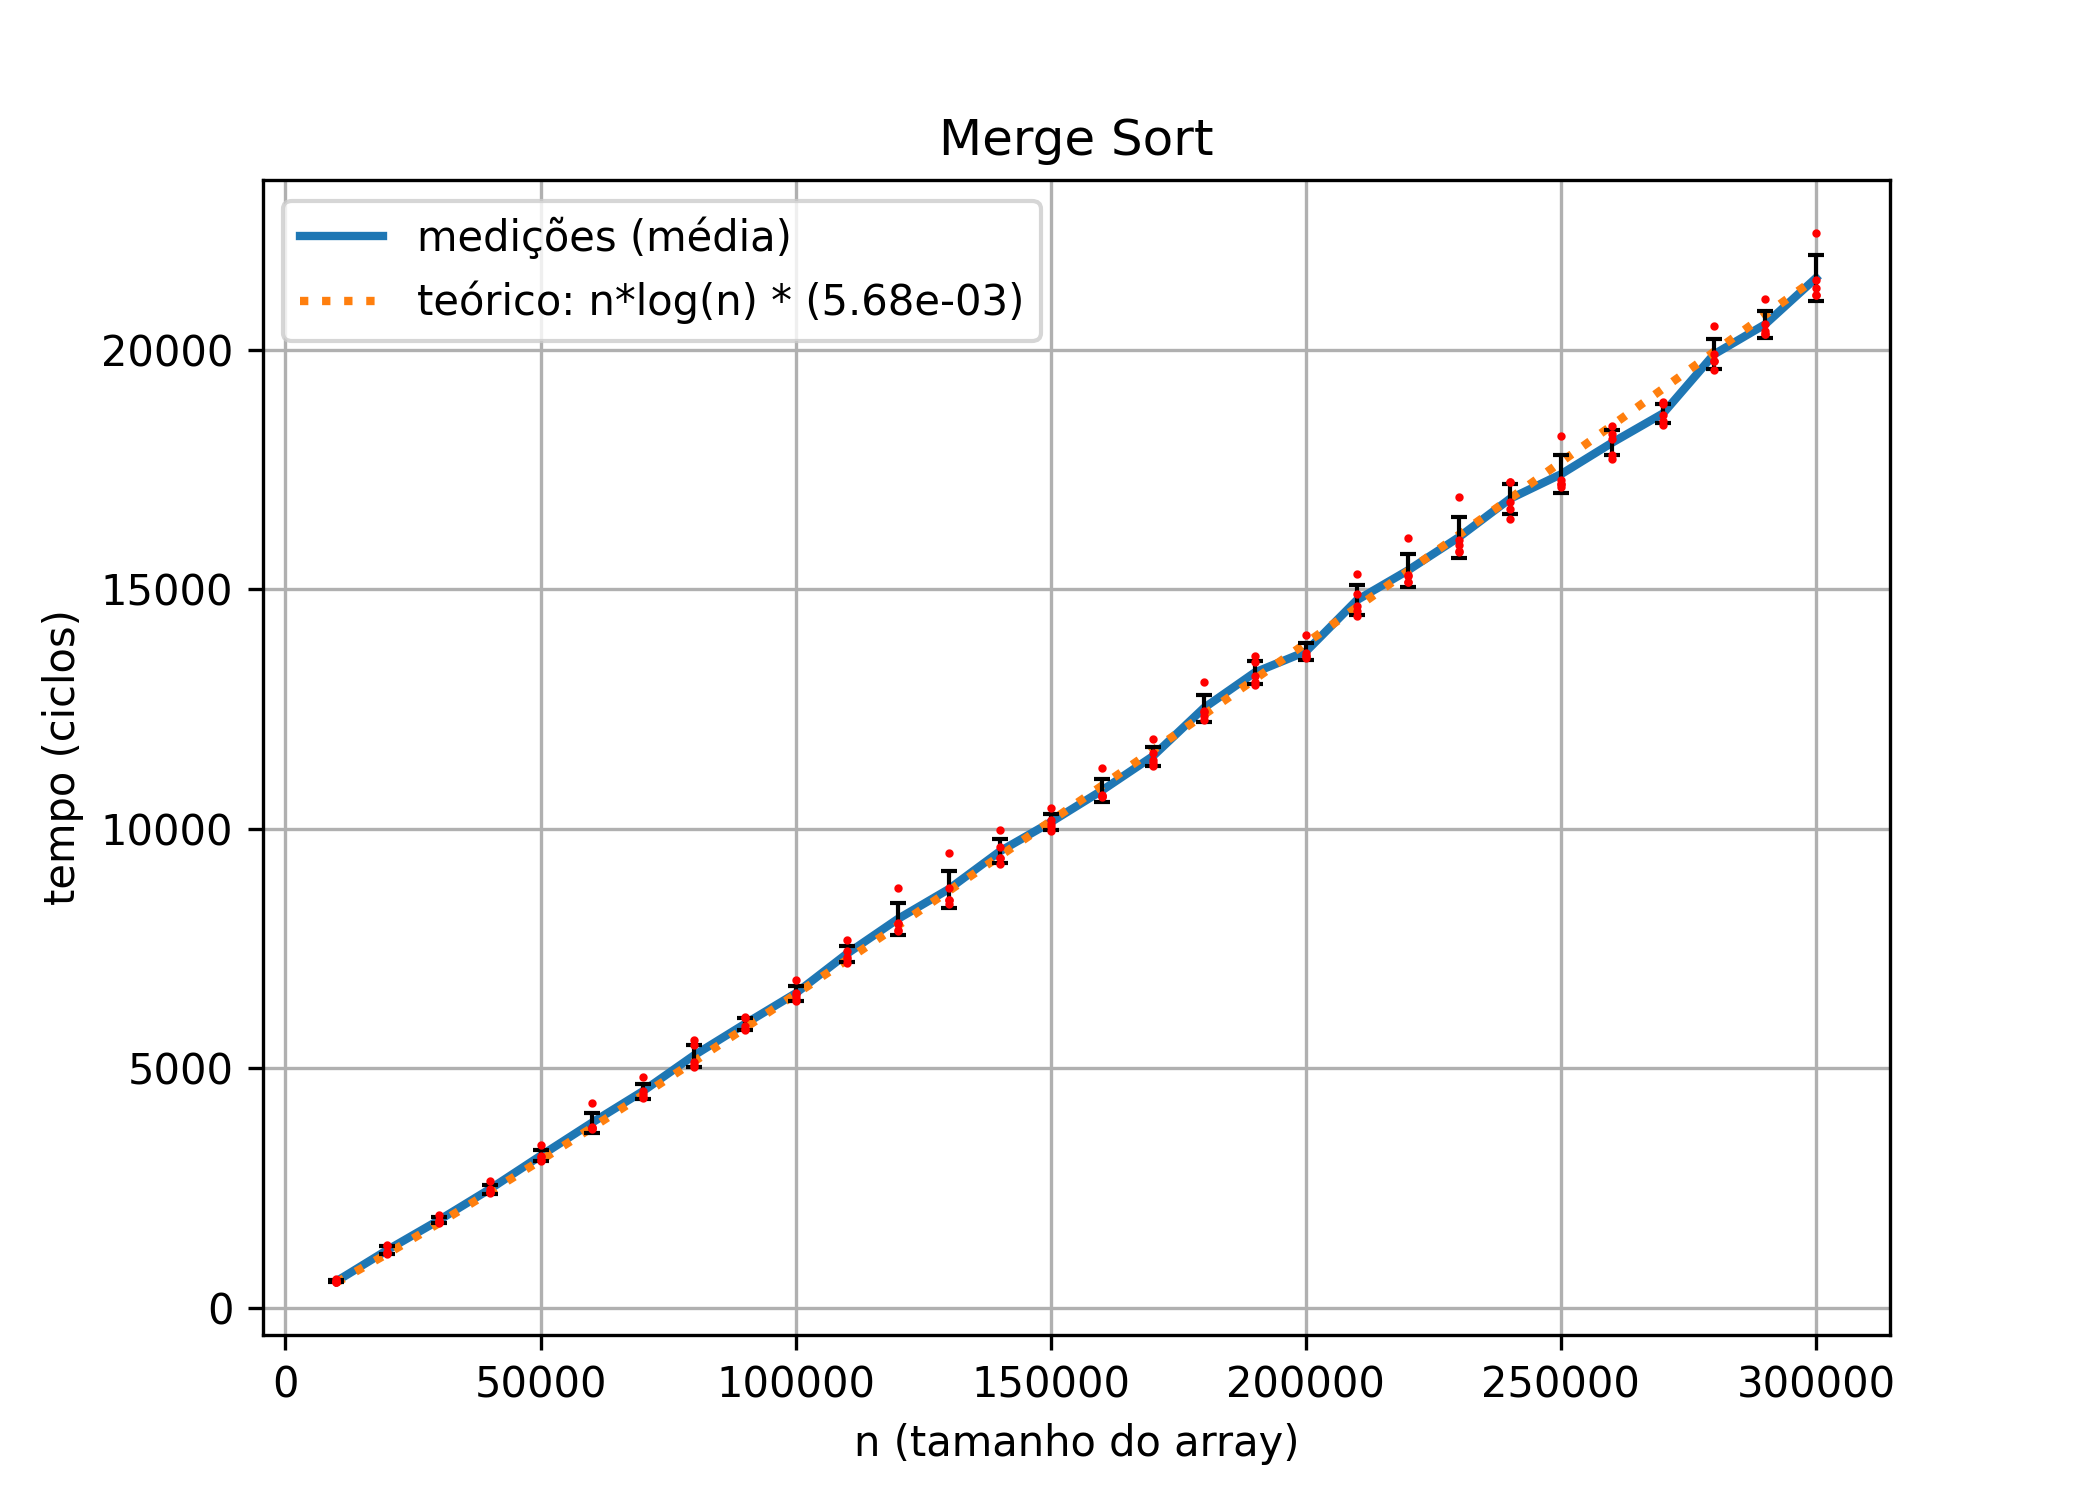 Merge Sort
medições (média)
teórico: n*log(n) * (5.68e-03)
20000
15000
10000
5000
0
tempo (ciclos)
0 50000 100000 150000 200000 250000 300000
n (tamanho do array)